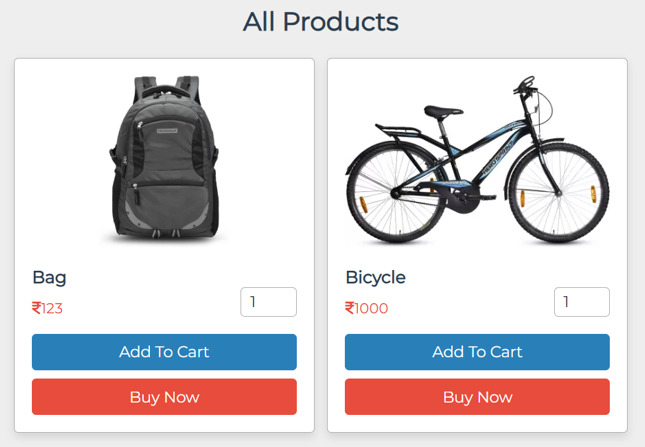 All Products
Bag
₹123
1
Add To Cart
Buy Now
Bicycle
₹1000
1
Add To Cart
Buy Now